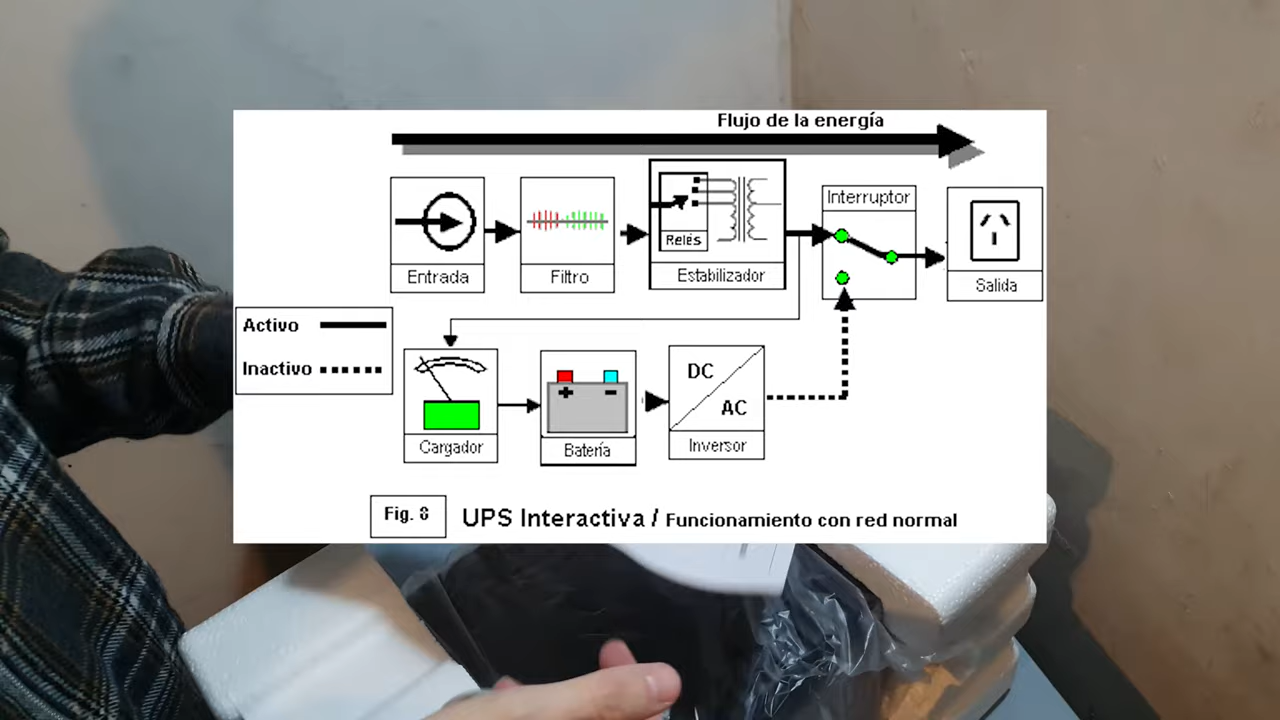 Flujo de la energía
Entrada
Filtro
Relés
Estabilizador
Interruptor
Salida
Activo
Inactivo
Cargador
+ -
Batería
DC
AC
Inversor
Fig. 8
UPS Interactiva / Funcionamiento con red normal